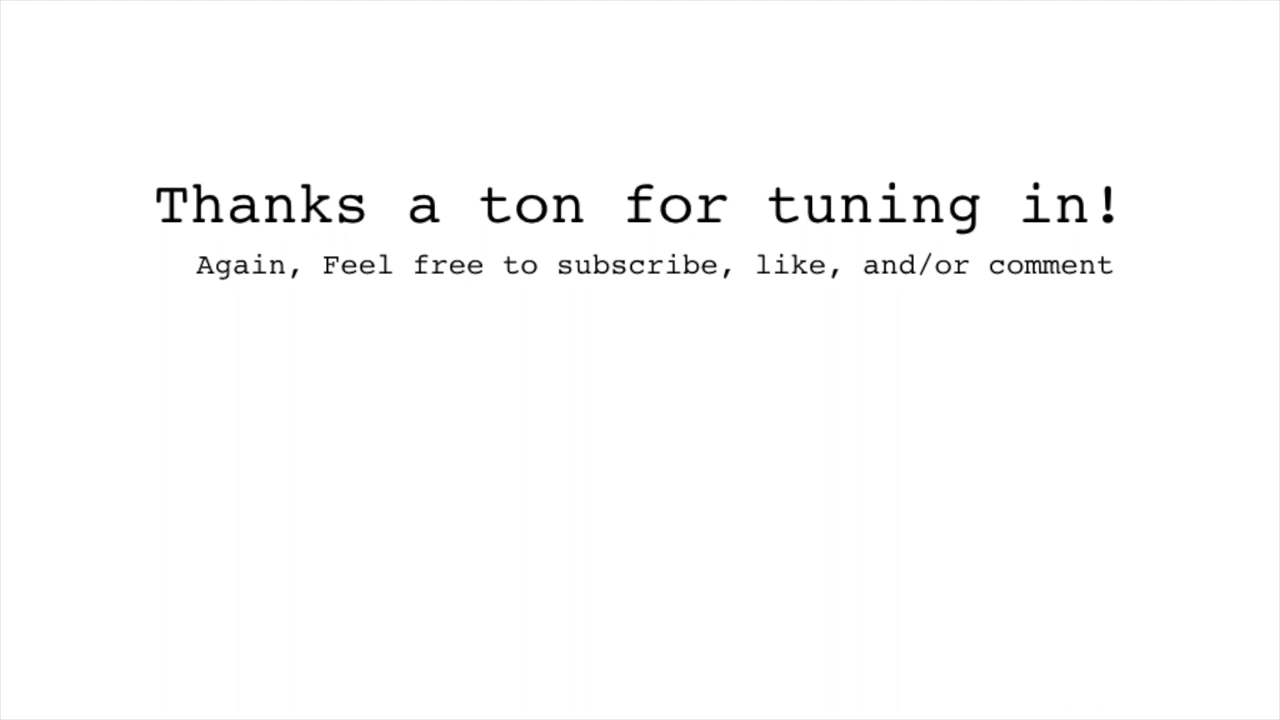 Thanks a ton for tuning in!
Again, Feel free to subscribe, like, and/or comment